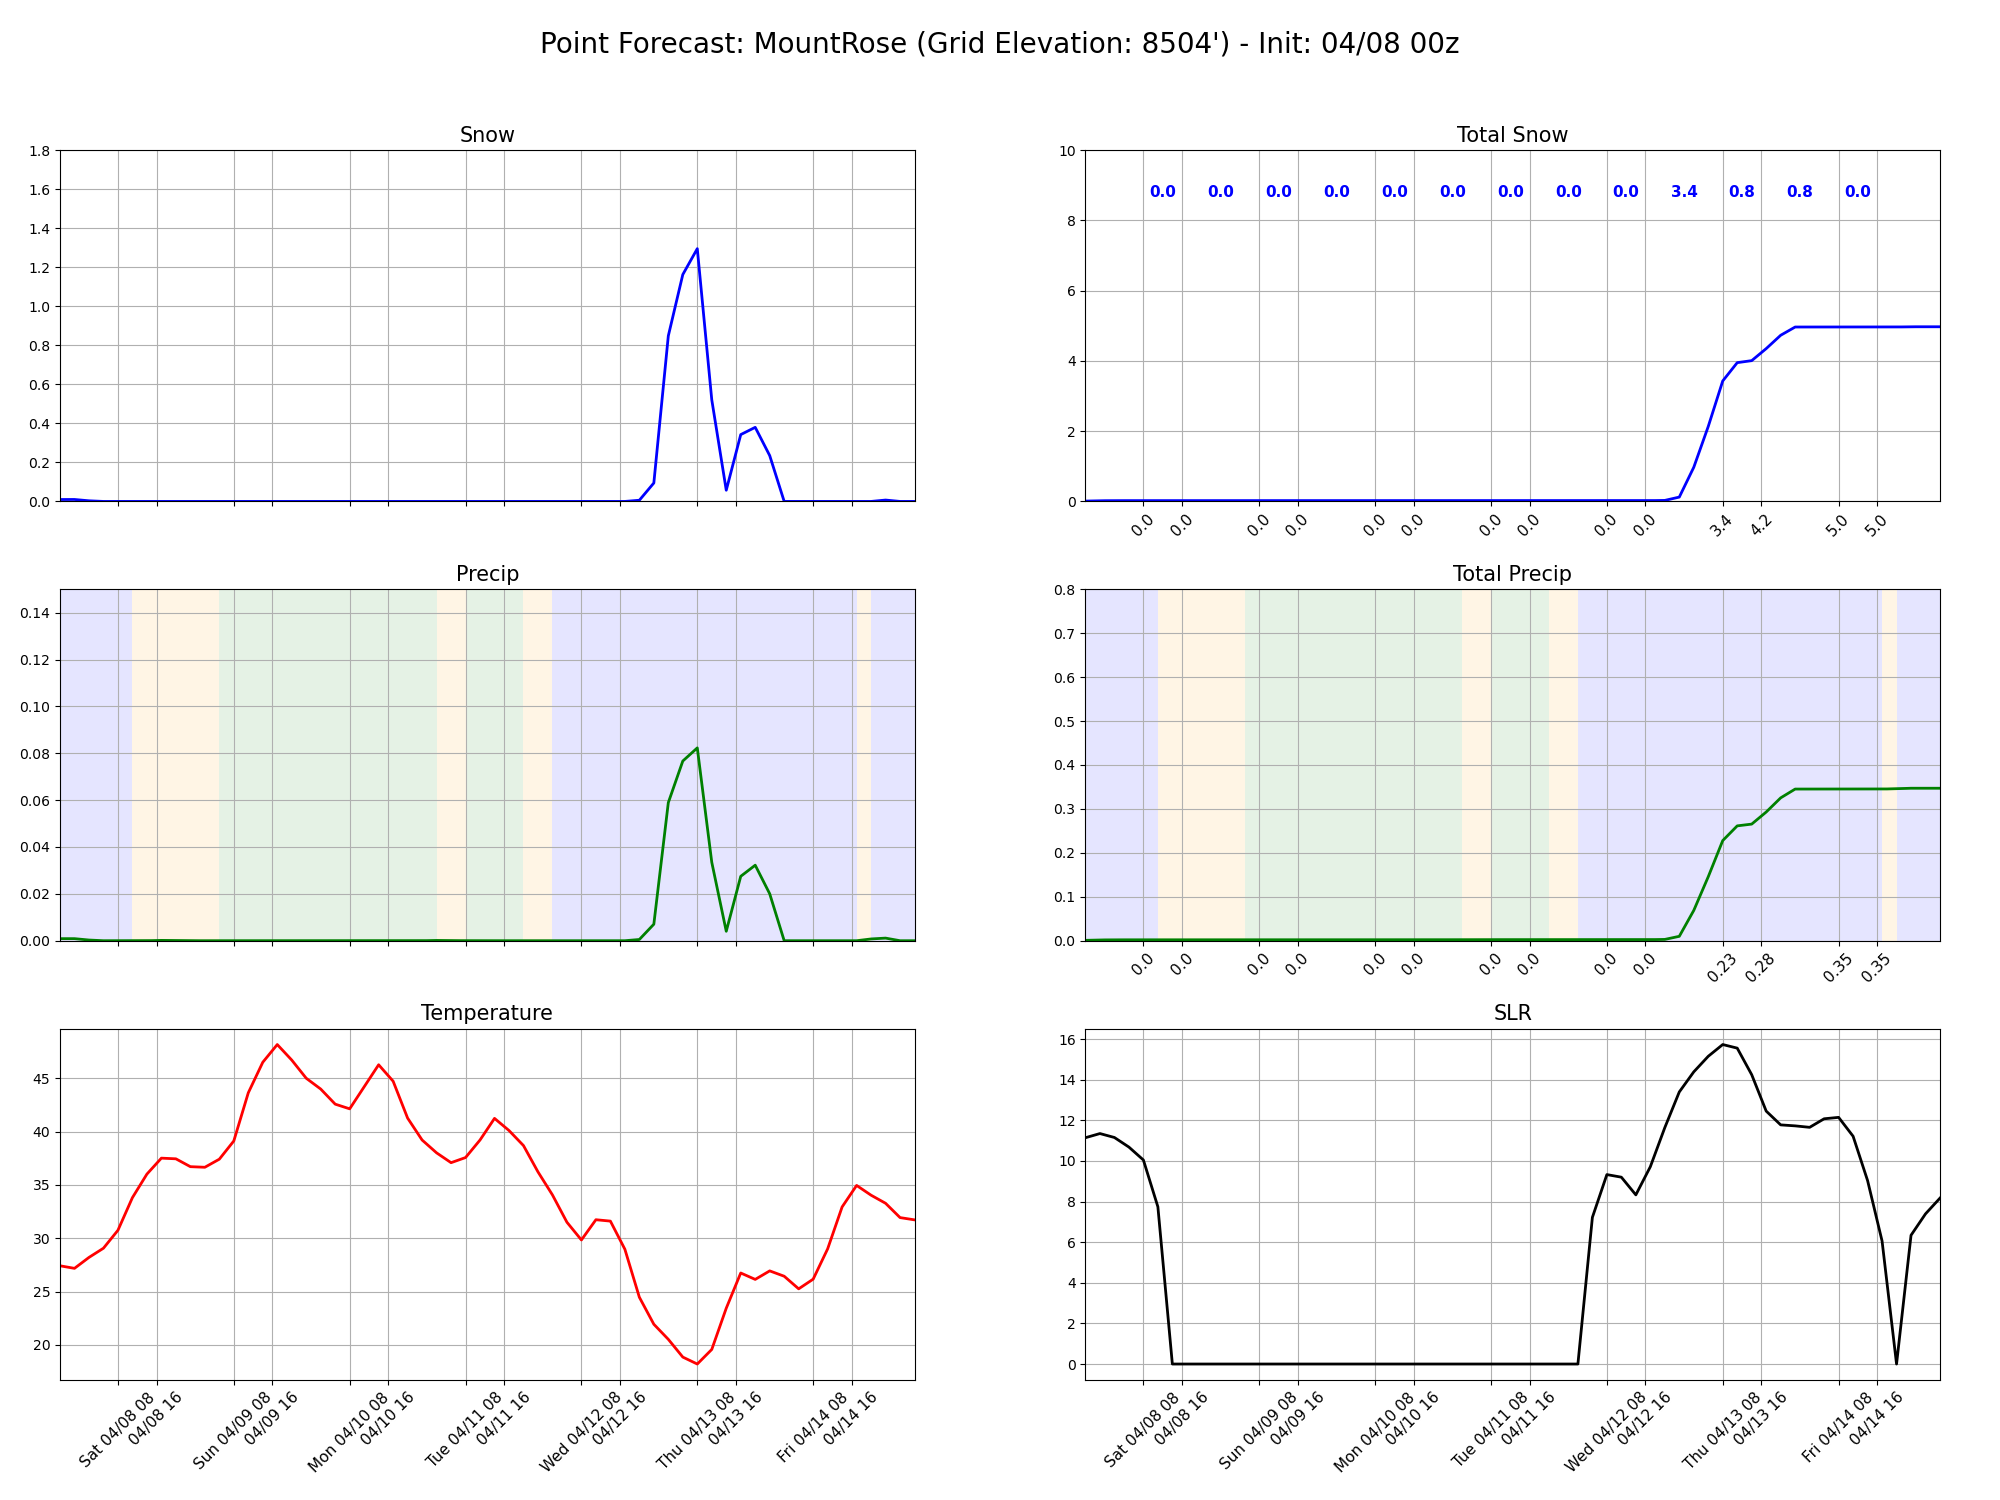 Point Forecast: MountRose (Grid Elevation: 8504') - Init: 04/08 00z
Snow
1.8
1.6
1.4
1.2
1.0
0.8
0.6
0.4
0.2
0.0
Total Snow
10
8
6
4
2
0
0.0 0.0 0.0 0.0 0.0 0.0 0.0 0.0 0.0 3.4 0.8 0.8 0.0
0.0 0.0 0.0 0.0 0.0 0.0 0.0 0.0 0.0 0.0 3.4 4.2 5.0 5.0
Precip
0.14
0.12
0.10
0.08
0.06
0.04
0.02
0.00
Total Precip
0.8
0.7
0.6
0.5
0.4
0.3
0.2
0.1
0.0
0.0 0.0 0.0 0.0 0.0 0.0 0.0 0.0 0.0 0.0 0.23 0.28 0.35 0.35
Temperature
45
40
35
30
25
20
Sat 04/08 08
04/08 16
Sun 04/09 08
04/09 16
Mon 04/10 08
04/10 16
Tue 04/11 08
04/11 16
Wed 04/12 08
04/12 16
Thu 04/13 08
04/13 16
Fri 04/14 08
04/14 16
SLR
16
14
12
10
8
6
4
2
0
Sat 04/08 08
04/08 16
Sun 04/09 08
04/09 16
Mon 04/10 08
04/10 16
Tue 04/11 08
04/11 16
Wed 04/12 08
04/12 16
Thu 04/13 08
04/13 16
Fri 04/14 08
04/14 16